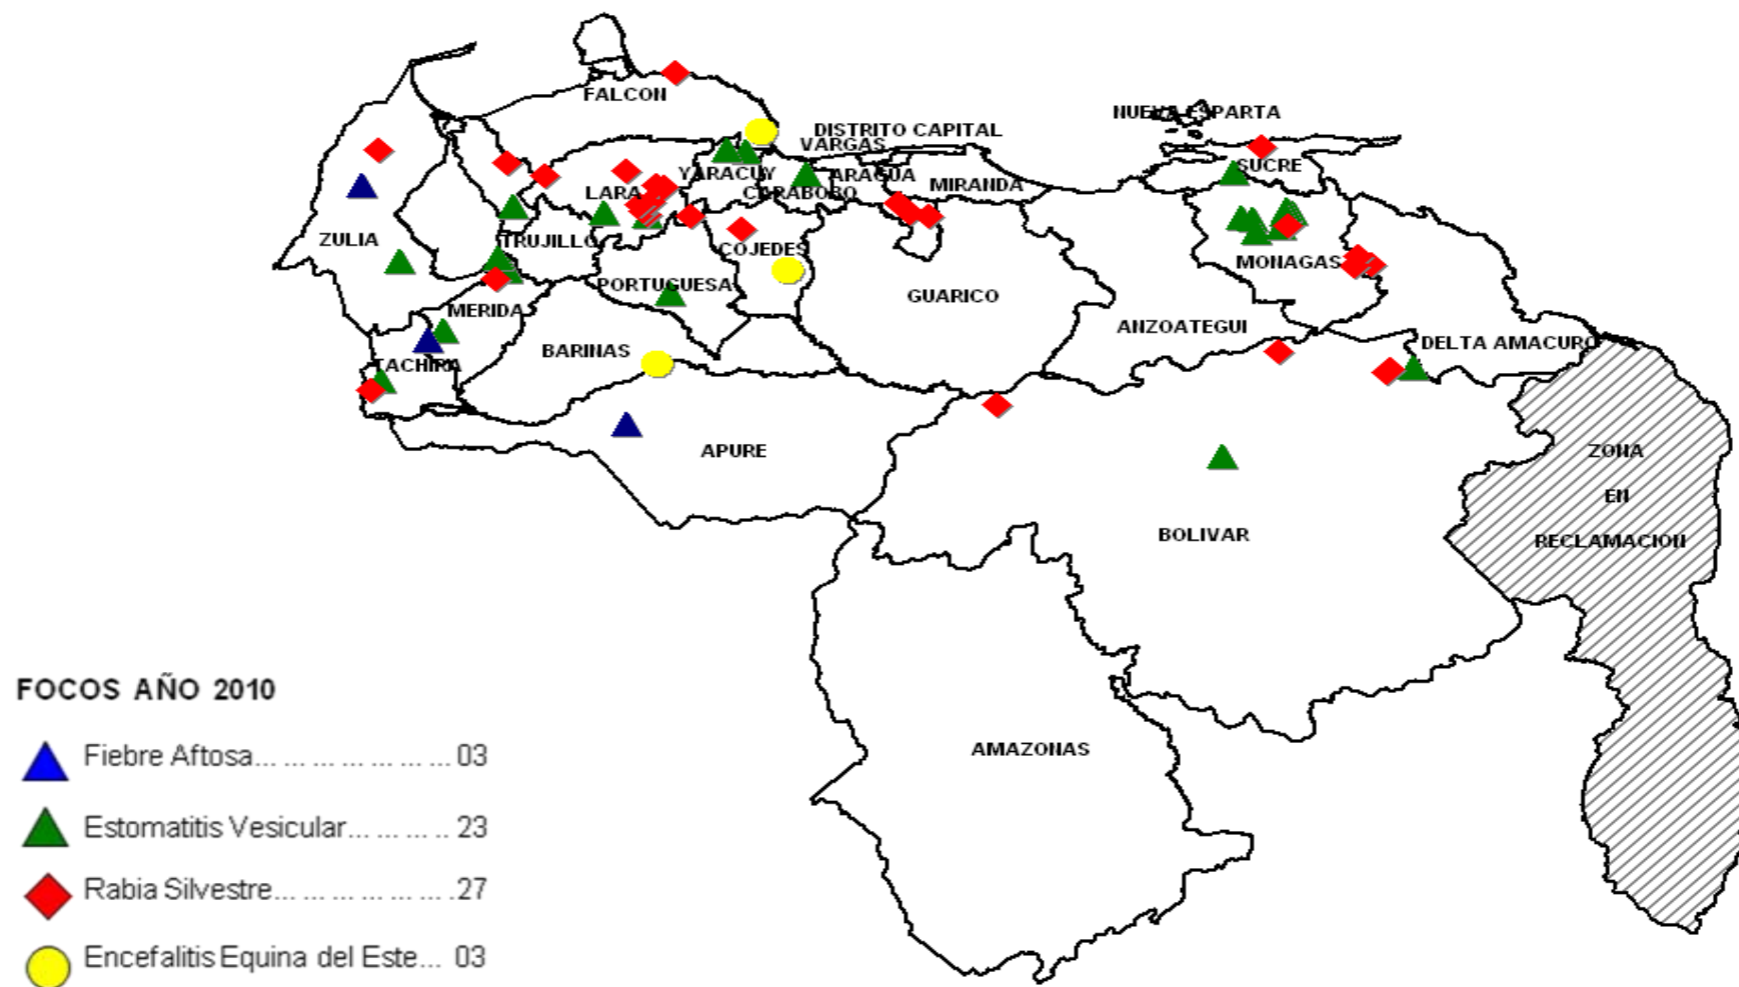 FALCON
NUEVA ESPARTA
DISTRITO CAPITAL
VARGAS
SUCRE
YARACUY
ARAGUA
MIRANDA
LARA
CARABOBO
ZULIA
TRUJILLO
COJEDES
MONAGAS
PORTUGUESA
GUARICO
MERIDA
ANZOATEGUI
BARINAS
DELTA AMACURO
TACHIRA
APURE
ZONA
EN
RECLAMACION
BOLIVAR
AMAZONAS
FOCOS AÑO 2010
Fiebre Aftosa... ... ... ... ... ... ... 03
Estomatitis Vesicular... ... ... .. 23
Rabia Silvestre... ... ... ... ... ... ..27
Encefalitis Equina del Este... 03